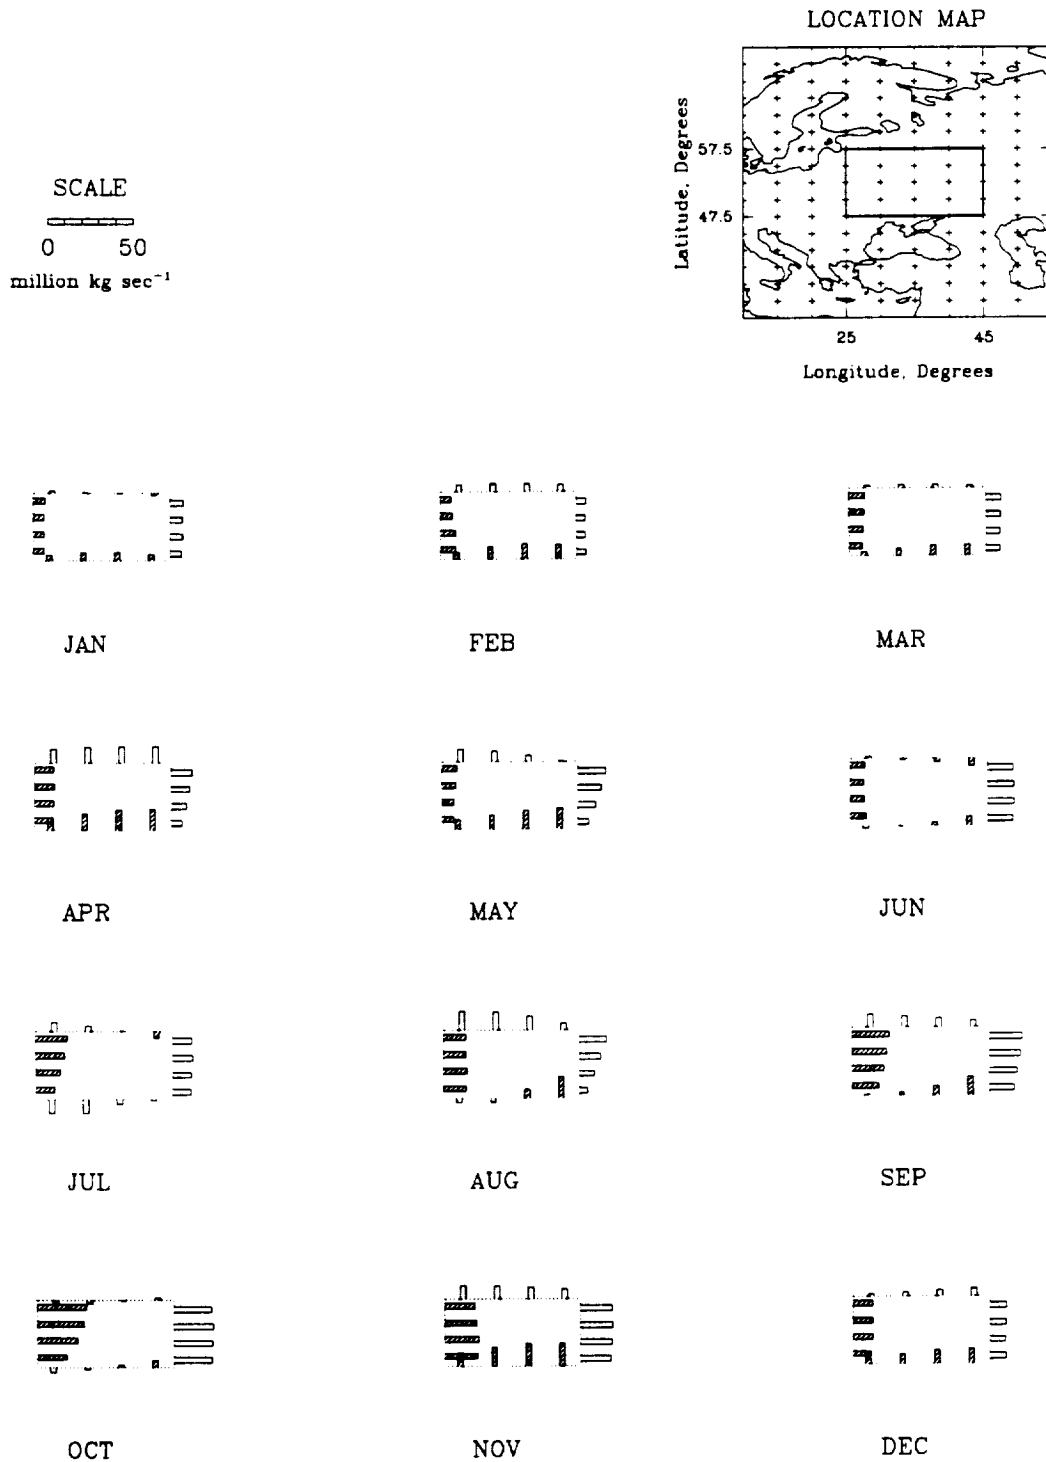 LOCATION MAP
Latitude, Degrees
57.5
47.5
25 45
Longitude, Degrees
SCALE
0 50
million kg sec⁻¹
JAN FEB MAR
APR MAY JUN
JUL AUG SEP
OCT NOV DEC